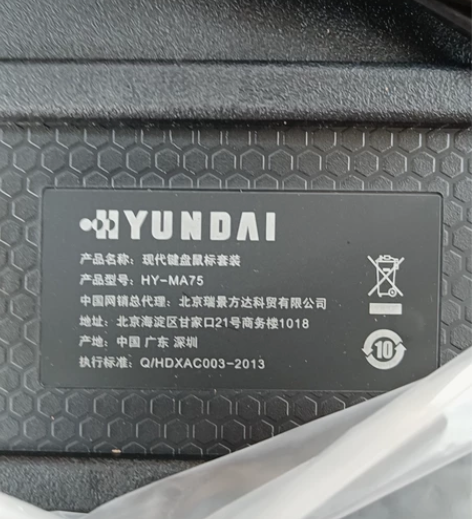 HYUNDAI
产品名称：现代键盘鼠标套装
产品型号：HY-MA75
中国网销总代理：北京瑞景方达科贸有限公司
地址：北京海淀区甘家口21号商务楼1018
产地：中国 广东 深圳
执行标准：Q/HDXAC003-2013
10